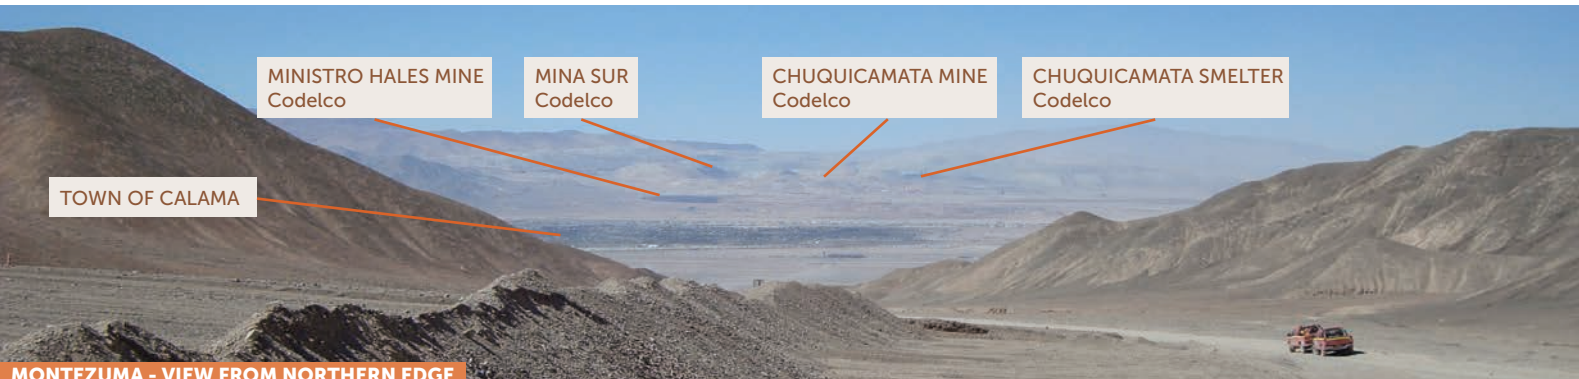 MINISTRO HALES MINE
Codelco
MINA SUR
Codelco
CHUQUICAMATA MINE
Codelco
CHUQUICAMATA SMELTER
Codelco
TOWN OF CALAMA
MONTEZUMA - VIEW FROM NORTHERN EDGE